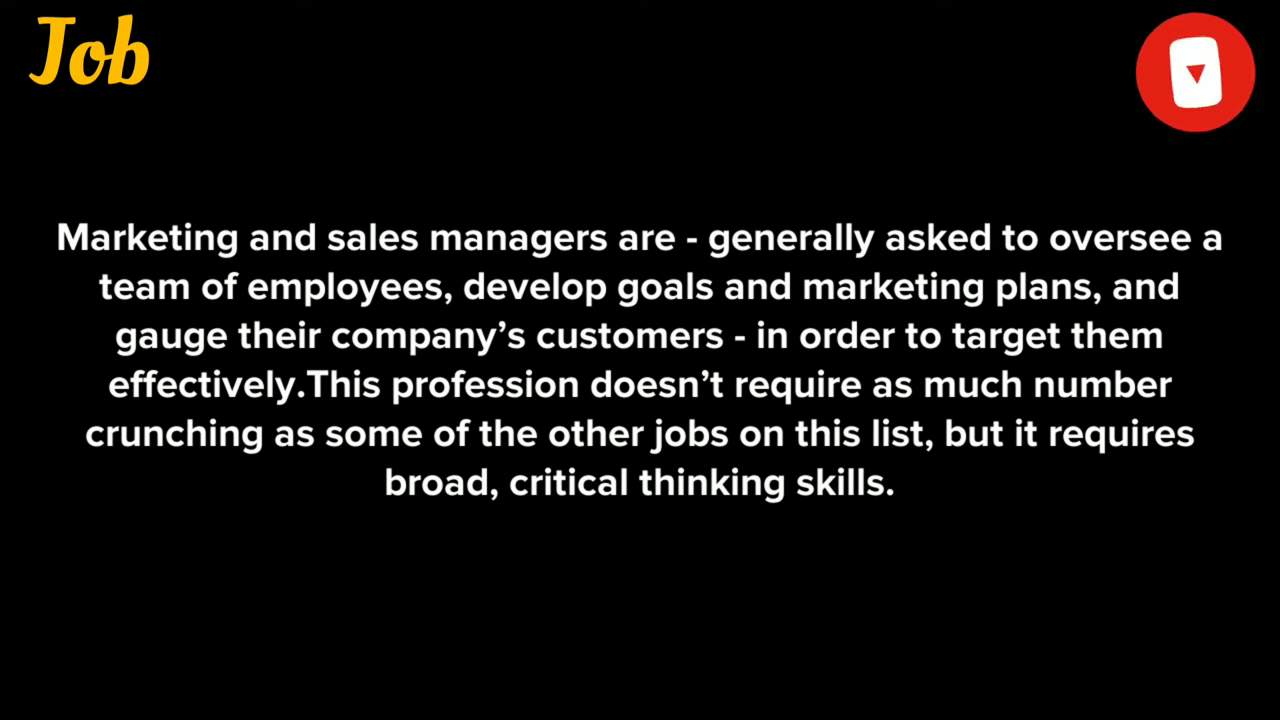 Job
Marketing and sales managers are - generally asked to oversee a
team of employees, develop goals and marketing plans, and
gauge their company’s customers - in order to target them
effectively.This profession doesn’t require as much number
crunching as some of the other jobs on this list, but it requires
broad, critical thinking skills.